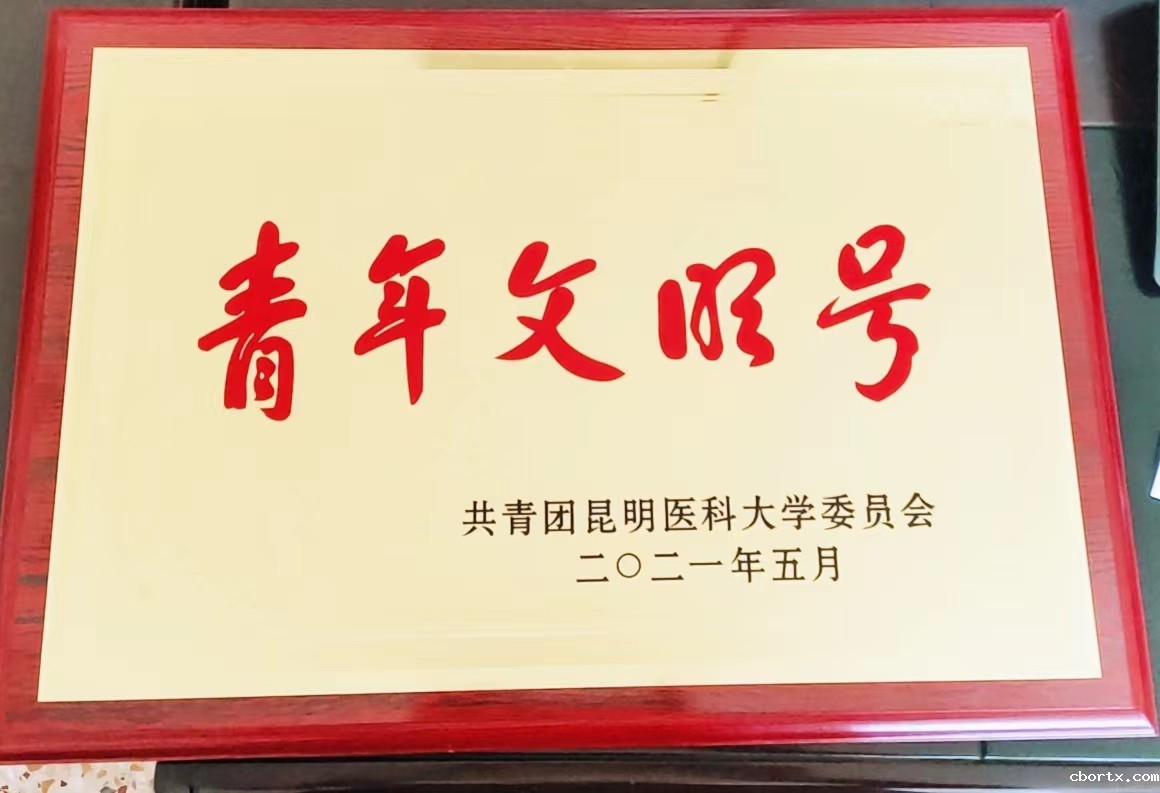 青年文明号
共青团昆明医科大学委员会
二〇二一年五月
cbortx.com